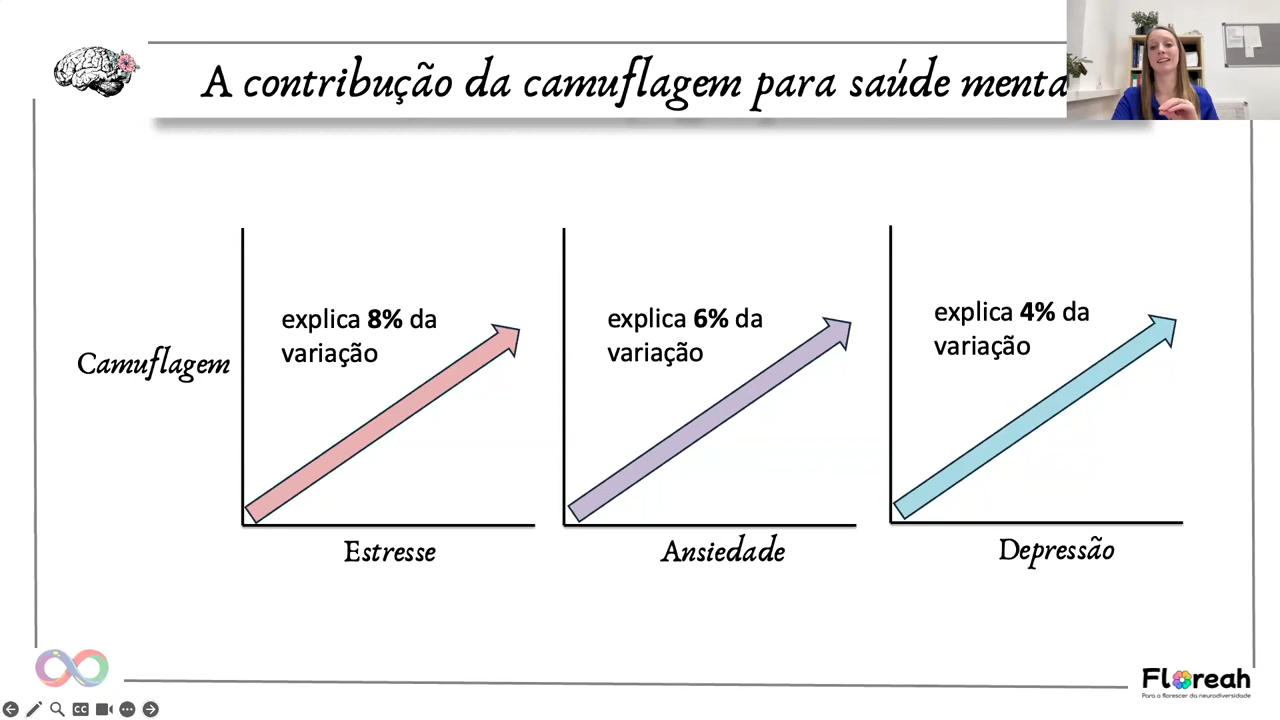 A contribução da camuflagem para saúde menta
explica 8% da
variação
explica 6% da
variação
explica 4% da
variação
Camuflagem
Estresse
Ansiedade
Depressão
Floreah
Para o florescer da neurodiversidade
CC